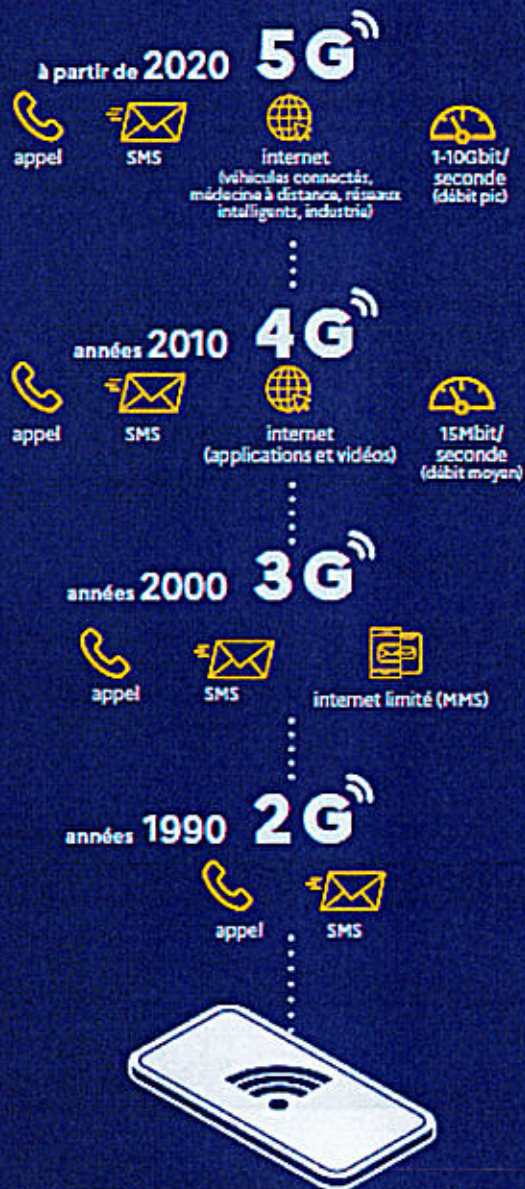 à partir de 2020 5G
appel
SMS
internet
(véhicules connectés,
médecine à distance, réseaux
intelligents, industrie)
1-10Gbit/
seconde
(débit pic)
années 2010 4G
appel
SMS
internet
(applications et vidéos)
15Mbit/
seconde
(débit moyen)
années 2000 3G
appel
SMS
internet limité (MMS)
années 1990 2G
appel
SMS